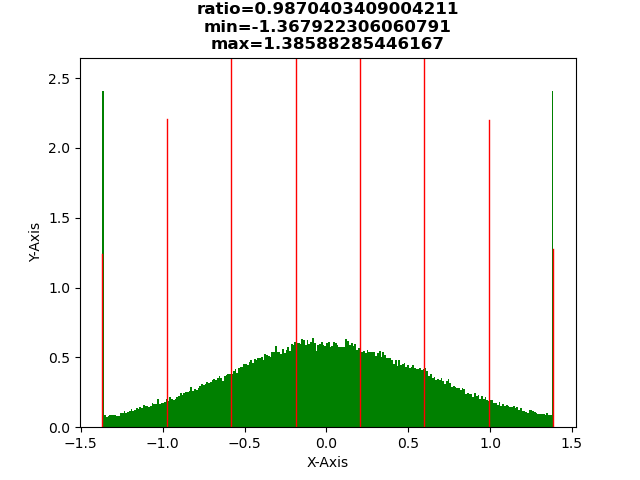 ratio=0.9870403409004211
min=-1.367922306060791
max=1.38588285446167
2.5
2.0
1.5
1.0
0.5
0.0
Y-Axis
−1.5 −1.0 −0.5 0.0 0.5 1.0 1.5
X-Axis